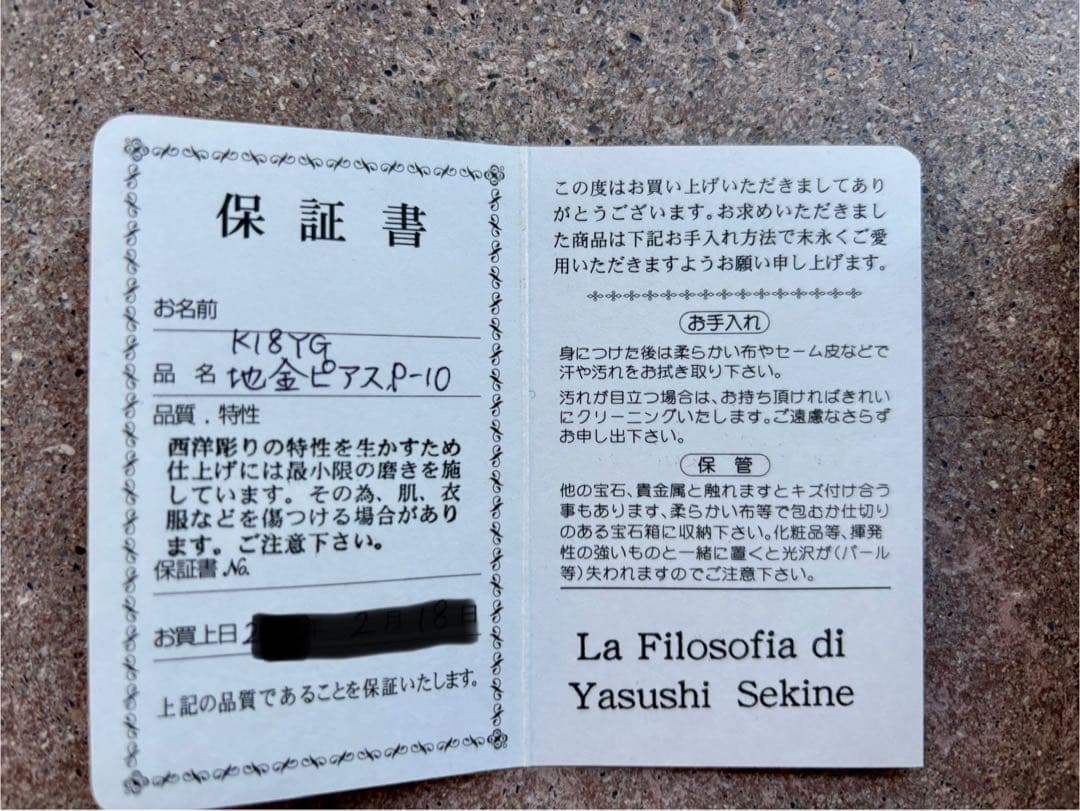 保証書
お名前
K18YG
品 名 地金ピアス P-10
品質．特性
西洋彫りの特性を生かすため
仕上げには最小限の磨きを施
しています。その為、肌、衣
服などを傷つける場合があり
ます。ご注意下さい。
保証書 No.
お買上日 2 2月18日
上記の品質であることを保証いたします。
この度はお買い上げいただきましてあり
がとうございます。お求めいただきまし
た商品は下記お手入れ方法で末永くご愛
用いただきますようお願い申し上げます。
お手入れ
身につけた後は柔らかい布やセーム皮などで
汗や汚れをお拭き取り下さい。
汚れが目立つ場合は、お持ち頂ければきれい
にクリーニングいたします。ご遠慮なさらず
お申し出下さい。
保 管
他の宝石、貴金属と触れますとキズ付け合う
事もあります、柔らかい布等で包むか仕切り
のある宝石箱に収納下さい。化粧品等、揮発
性の強いものと一緒に置くと光沢が（パール
等）失われますのでご注意下さい。
La Filosofia di
Yasushi Sekine